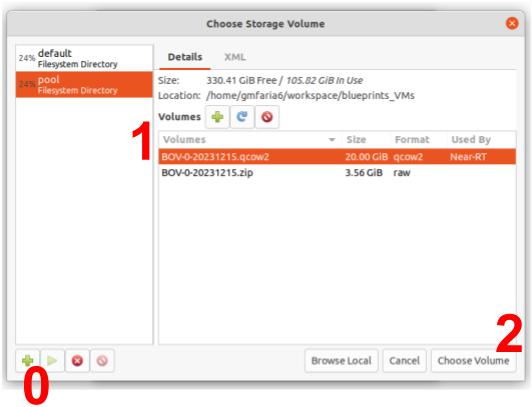 Choose Storage Volume
24% default
Filesystem Directory
24% pool
Filesystem Directory
Details XML
Size: 330.41 GiB Free / 105.82 GiB In Use
Location: /home/gmfaria6/workspace/blueprints_VMs
Volumes
1
Volumes Size Format Used By
BOV-0-20231215.qcow2 20.00 GiB qcow2 Near-RT
BOV-0-20231215.zip 3.56 GiB raw
2
Browse Local Cancel Choose Volume
0